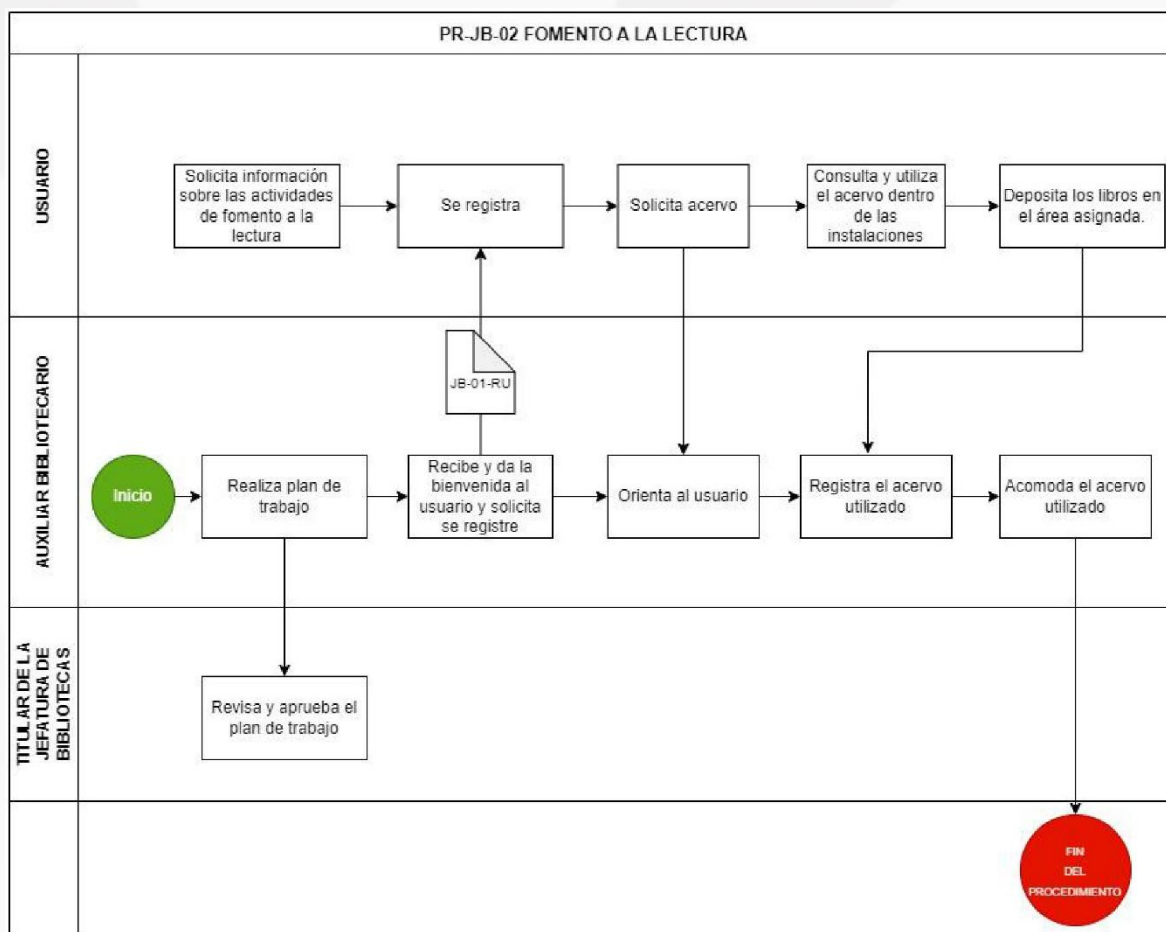 PR-JB-02 FOMENTO A LA LECTURA
USUARIO
Solicita información
sobre las actividades
de fomento a la
lectura
Se registra
Solicita acervo
Consulta y utiliza
el acervo dentro
de las
instalaciones
Deposita los libros en
el área asignada.
AUXILIAR BIBLIOTECARIO
JB-01-RU
Inicio
Realiza plan de
trabajo
Recibe y da la
bienvenida al
usuario y solicita
se registre
Orienta al usuario
Registra el acervo
utilizado
Acomoda el acervo
utilizado
TITULAR DE LA
JEFATURA DE
BIBLIOTECAS
Revisa y aprueba el
plan de trabajo
FIN
DEL
PROCEDIMIENTO